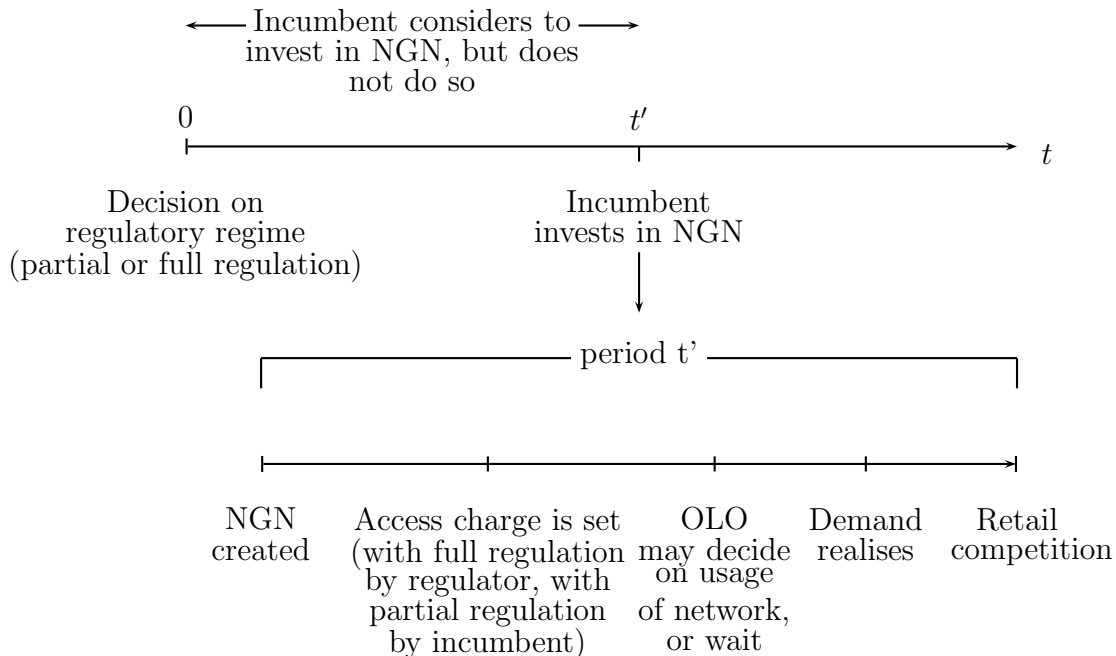 Incumbent considers to
invest in NGN, but does
not do so
0
t′
t
Decision on
regulatory regime
(partial or full regulation)
Incumbent
invests in NGN
period t’
NGN
created
Access charge is set
(with full regulation
by regulator, with
partial regulation
by incumbent)
OLO
may decide
on usage
of network,
or wait
Demand
realises
Retail
competition